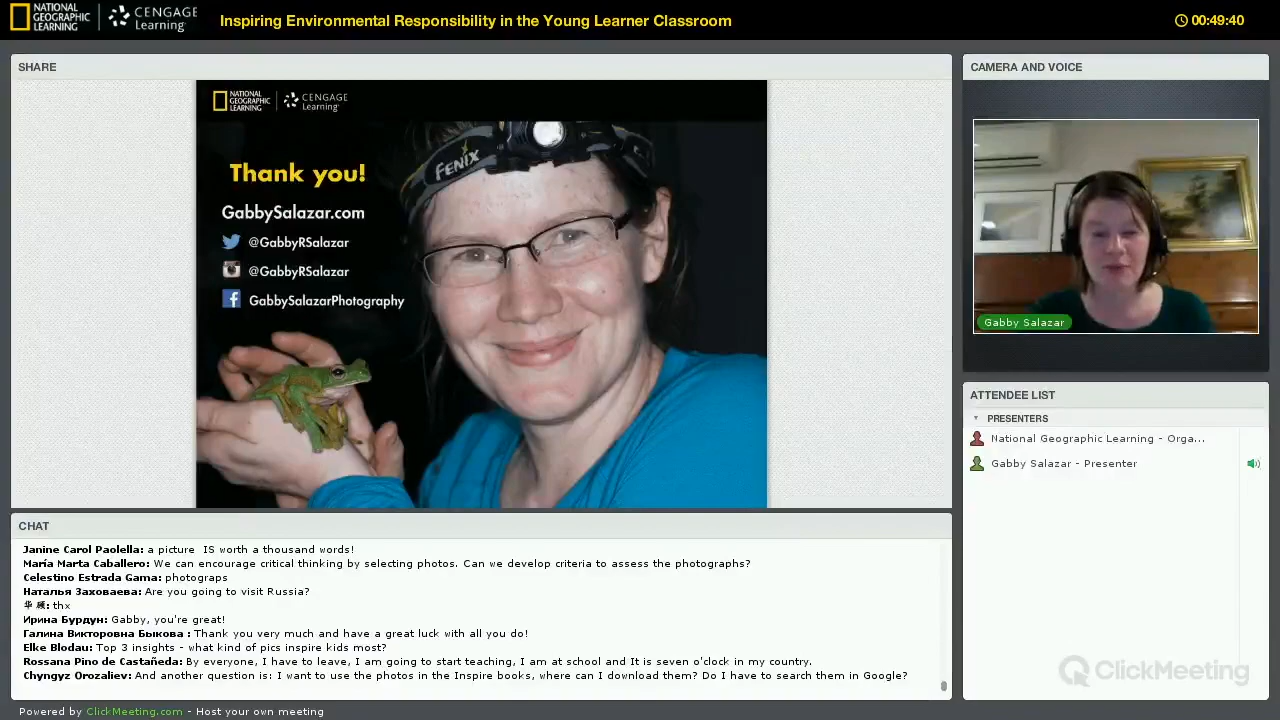 NATIONAL GEOGRAPHIC LEARNING
CENGAGE Learning®
Inspiring Environmental Responsibility in the Young Learner Classroom
00:49:40
SHARE
NATIONAL GEOGRAPHIC LEARNING
CENGAGE Learning®
FENIX
Thank you!
GabbySalazar.com
@GabbyRSalazar
@GabbyRSalazar
GabbySalazarPhotography
CAMERA AND VOICE
Gabby Salazar
ATTENDEE LIST
PRESENTERS
National Geographic Learning - Orga...
Gabby Salazar - Presenter
CHAT
Janine Carol Paolella: a picture IS worth a thousand words!
María Marta Caballero: We can encourage critical thinking by selecting photos. Can we develop criteria to assess the photographs?
Celestino Estrada Gama: photograps
Наталья Заховаева: Are you going to visit Russia?
华 硕: thx
Ирина Бурдун: Gabby, you're great!
Галина Викторовна Быкова : Thank you very much and have a great luck with all you do!
Elke Blodau: Top 3 insights - what kind of pics inspire kids most?
Rossana Pino de Castañeda: By everyone, I have to leave, I am going to start teaching, I am at school and It is seven o'clock in my country.
Chyngyz Orozaliev: And another question is: I want to use the photos in the Inspire books, where can I download them? Do I have to search them in Google?
ClickMeeting
Powered by ClickMeeting.com - Host your own meeting